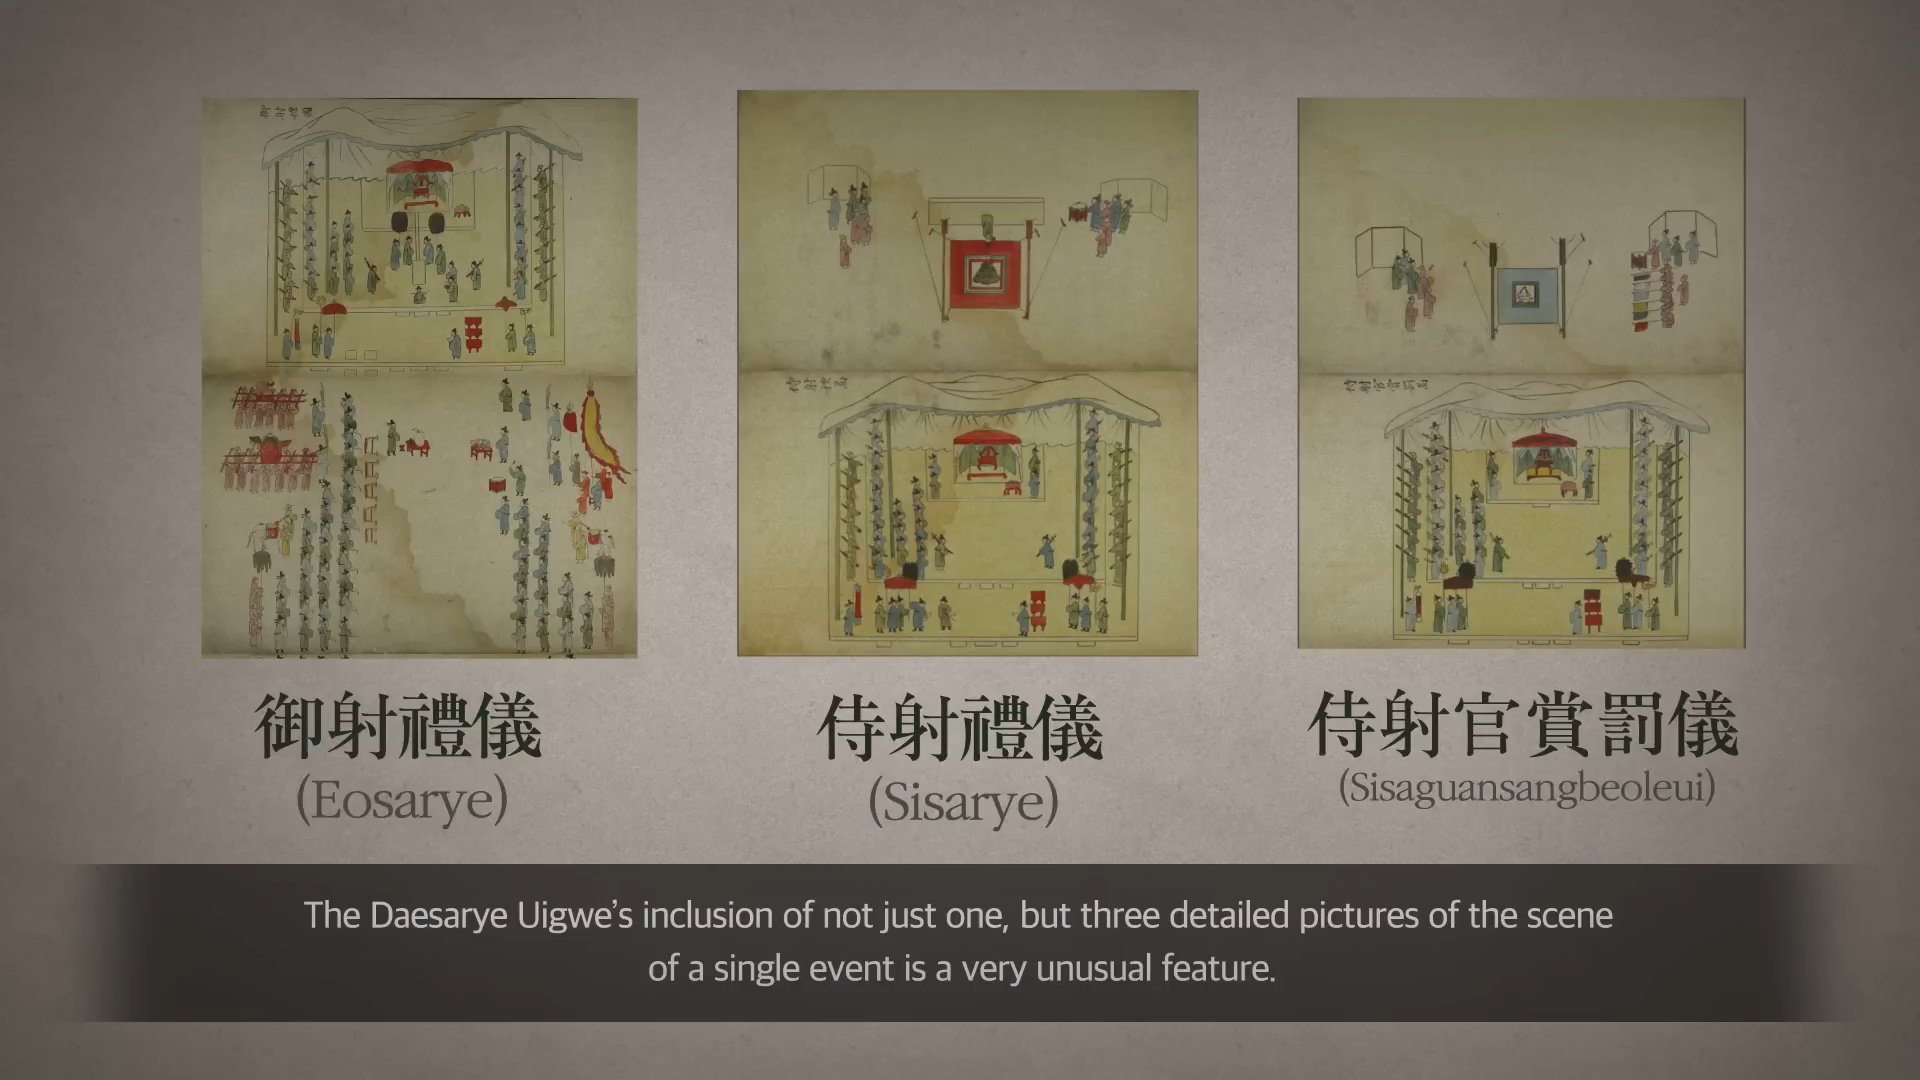 御射禮儀
(Eosarye)
侍射禮儀
(Sisarye)
侍射官賞罰儀
(Sisaguansangbeoleui)
The Daesarye Uigwe’s inclusion of not just one, but three detailed pictures of the scene
of a single event is a very unusual feature.